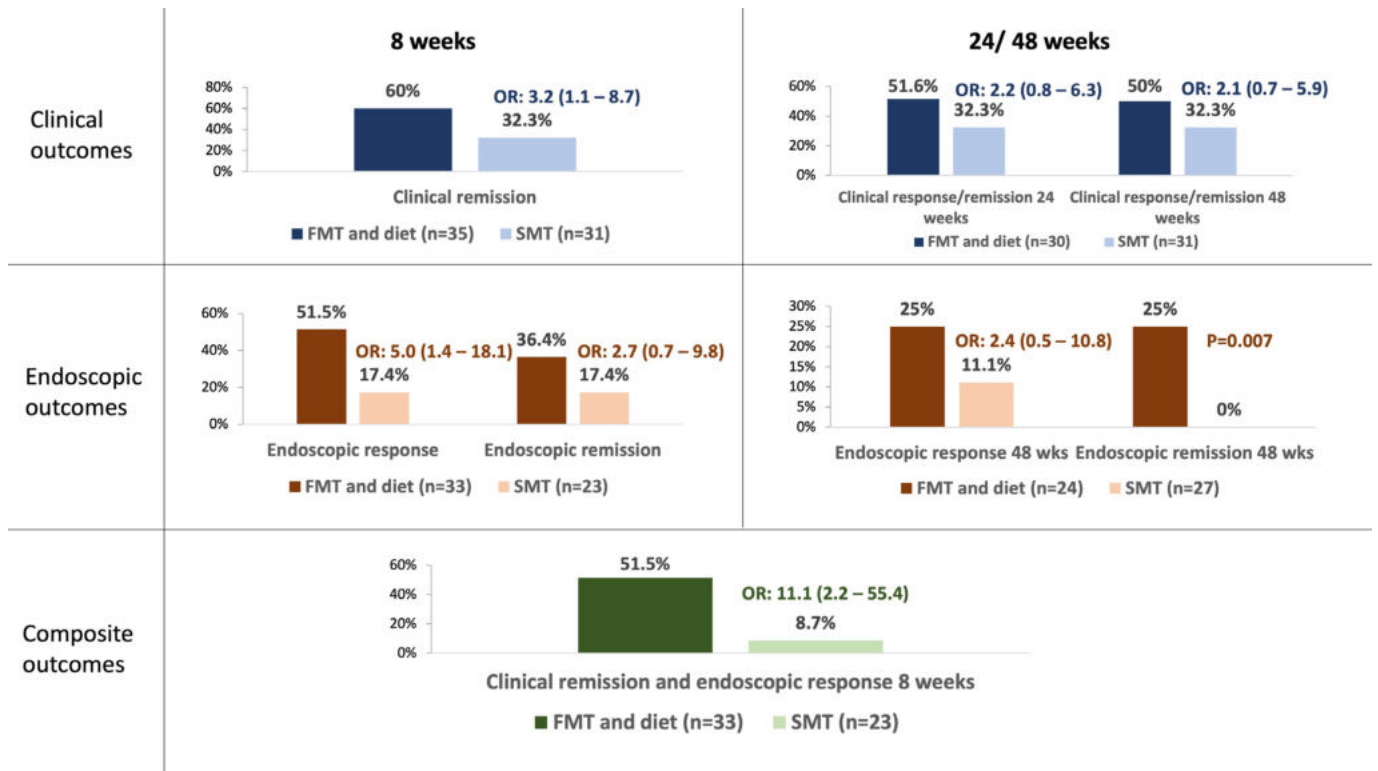 8 weeks
24/ 48 weeks
Clinical
outcomes
80%
60%
40%
20%
0%
60%
OR: 3.2 (1.1 – 8.7)
32.3%
Clinical remission
FMT and diet (n=35) SMT (n=31)
60%
40%
20%
0%
51.6%
OR: 2.2 (0.8 – 6.3)
32.3%
50%
OR: 2.1 (0.7 – 5.9)
32.3%
Clinical response/remission 24
weeks
Clinical response/remission 48
weeks
FMT and diet (n=30) SMT (n=31)
Endoscopic
outcomes
60%
40%
20%
0%
51.5%
OR: 5.0 (1.4 – 18.1)
17.4%
36.4%
OR: 2.7 (0.7 – 9.8)
17.4%
Endoscopic response
Endoscopic remission
FMT and diet (n=33) SMT (n=23)
30%
25%
20%
15%
10%
5%
0%
25%
OR: 2.4 (0.5 – 10.8)
11.1%
25%
P=0.007
0%
Endoscopic response 48 wks
Endoscopic remission 48 wks
FMT and diet (n=24) SMT (n=27)
Composite
outcomes
60%
40%
20%
0%
51.5%
OR: 11.1 (2.2 – 55.4)
8.7%
Clinical remission and endoscopic response 8 weeks
FMT and diet (n=33) SMT (n=23)